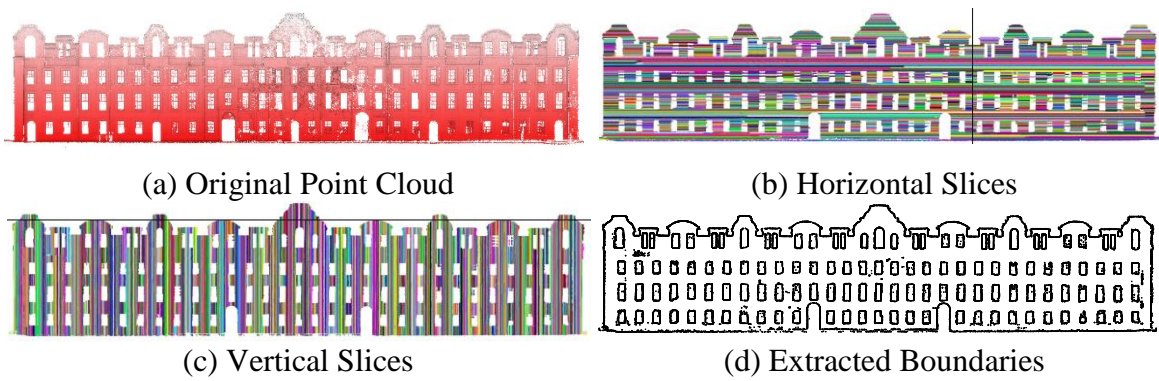 (a) Original Point Cloud
(b) Horizontal Slices
(c) Vertical Slices
(d) Extracted Boundaries